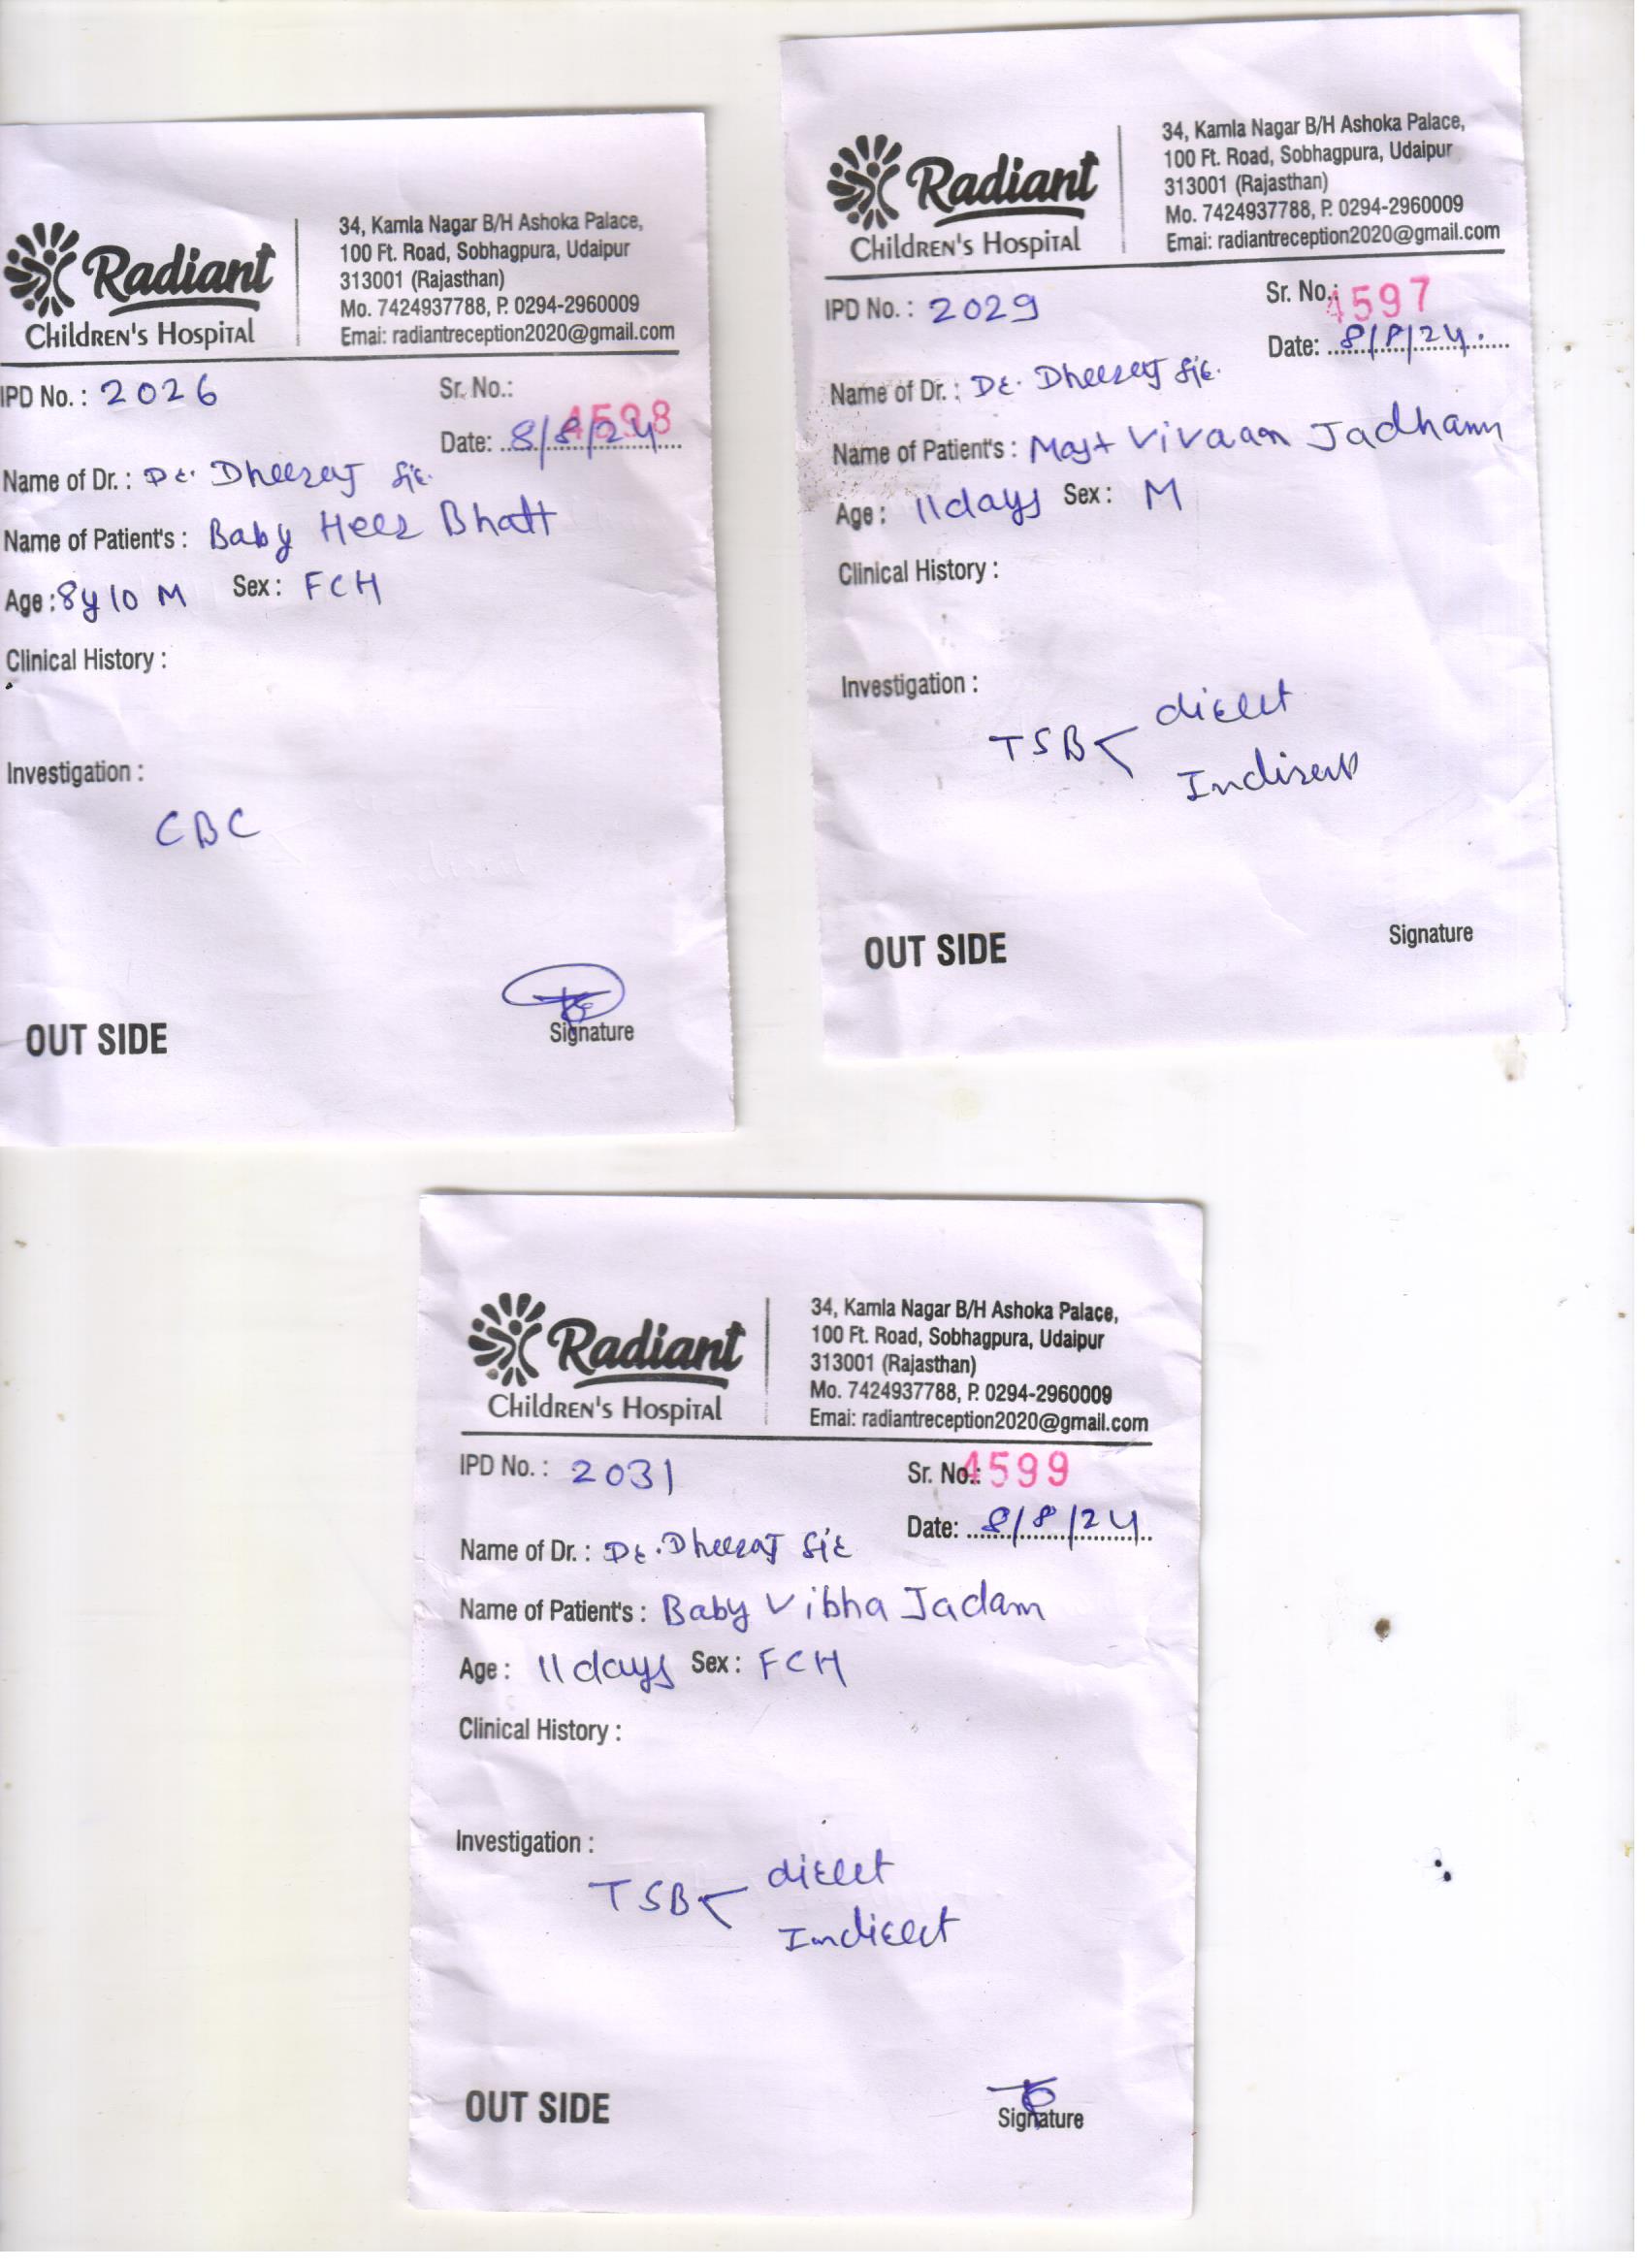 Radiant
Children's Hospital
34, Kamla Nagar B/H Ashoka Palace,
100 Ft. Road, Sobhagpura, Udaipur
313001 (Rajasthan)
Mo. 7424937788, P. 0294-2960009
Emai: radiantreception2020@gmail.com
IPD No. : 2026
Sr. No.: 4598
Date: 8/8/24
Name of Dr. : Dr. Dheeraj Sir.
Name of Patient's : Baby Heer Bhatt
Age : 8y 10 M Sex : FCH
Clinical History :
Investigation :
CBC
OUT SIDE
Signature
Radiant
Children's Hospital
34, Kamla Nagar B/H Ashoka Palace,
100 Ft. Road, Sobhagpura, Udaipur
313001 (Rajasthan)
Mo. 7424937788, P. 0294-2960009
Emai: radiantreception2020@gmail.com
IPD No. : 2029
Sr. No.: 4597
Date: 8/8/24.
Name of Dr. : Dr. Dheeraj Sir.
Name of Patient's : Mast Vivaan
Age : 11 days Sex : M
Clinical History :
Investigation :
TSB direct
Indirect
OUT SIDE
Signature
Radiant
Children's Hospital
34, Kamla Nagar B/H Ashoka Palace,
100 Ft. Road, Sobhagpura, Udaipur
313001 (Rajasthan)
Mo. 7424937788, P. 0294-2960009
Emai: radiantreception2020@gmail.com
IPD No. : 2031
Sr. No.: 4599
Date: 8/8/24
Name of Dr. : Dr. Dheeraj Sir
Name of Patient's : Baby Vibha Jadam
Age : 11 days Sex : FCH
Clinical History :
Investigation :
TSB direct
Indirect
OUT SIDE
Signature